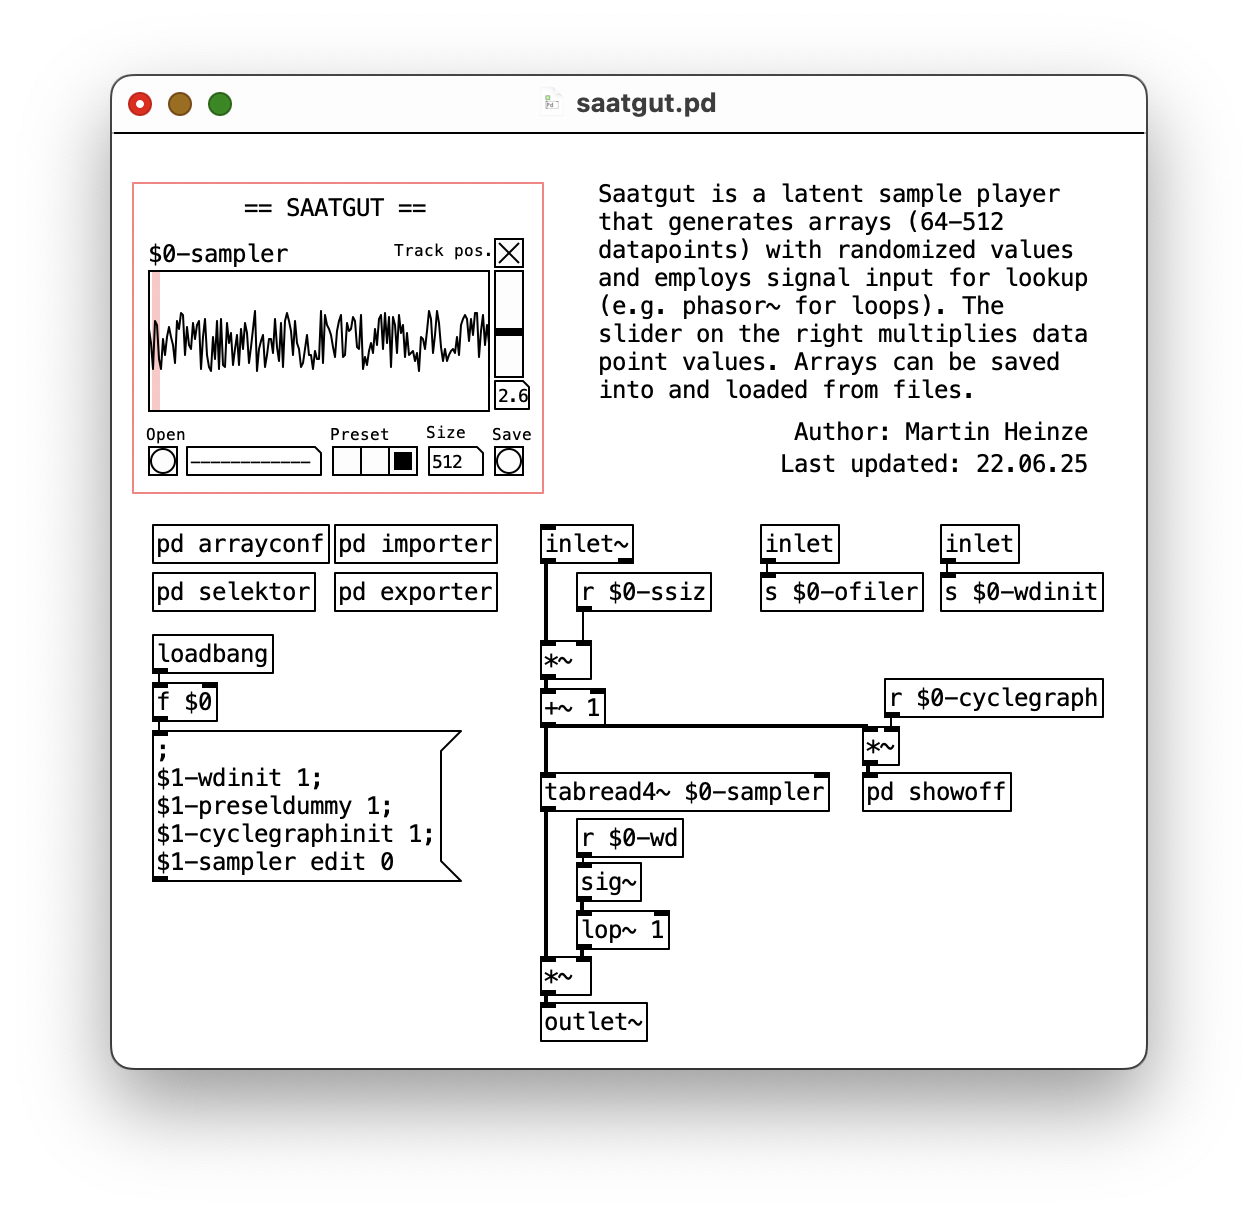 saatgut.pd
== SAATGUT ==
$0-sampler
Track pos.
2.6
Open
Preset
Size
Save
------------
512
Saatgut is a latent sample player
that generates arrays (64-512
datapoints) with randomized values
and employs signal input for lookup
(e.g. phasor~ for loops). The
slider on the right multiplies data
point values. Arrays can be saved
into and loaded from files.
Author: Martin Heinze
Last updated: 22.06.25
pd arrayconf
pd importer
pd selektor
pd exporter
loadbang
f $0
;
$1-wdinit 1;
$1-preseldummy 1;
$1-cyclegraphinit 1;
$1-sampler edit 0
inlet~
r $0-ssiz
*~
+~ 1
tabread4~ $0-sampler
r $0-wd
sig~
lop~ 1
*~
outlet~
inlet
s $0-ofiler
inlet
s $0-wdinit
r $0-cyclegraph
*~
pd showoff